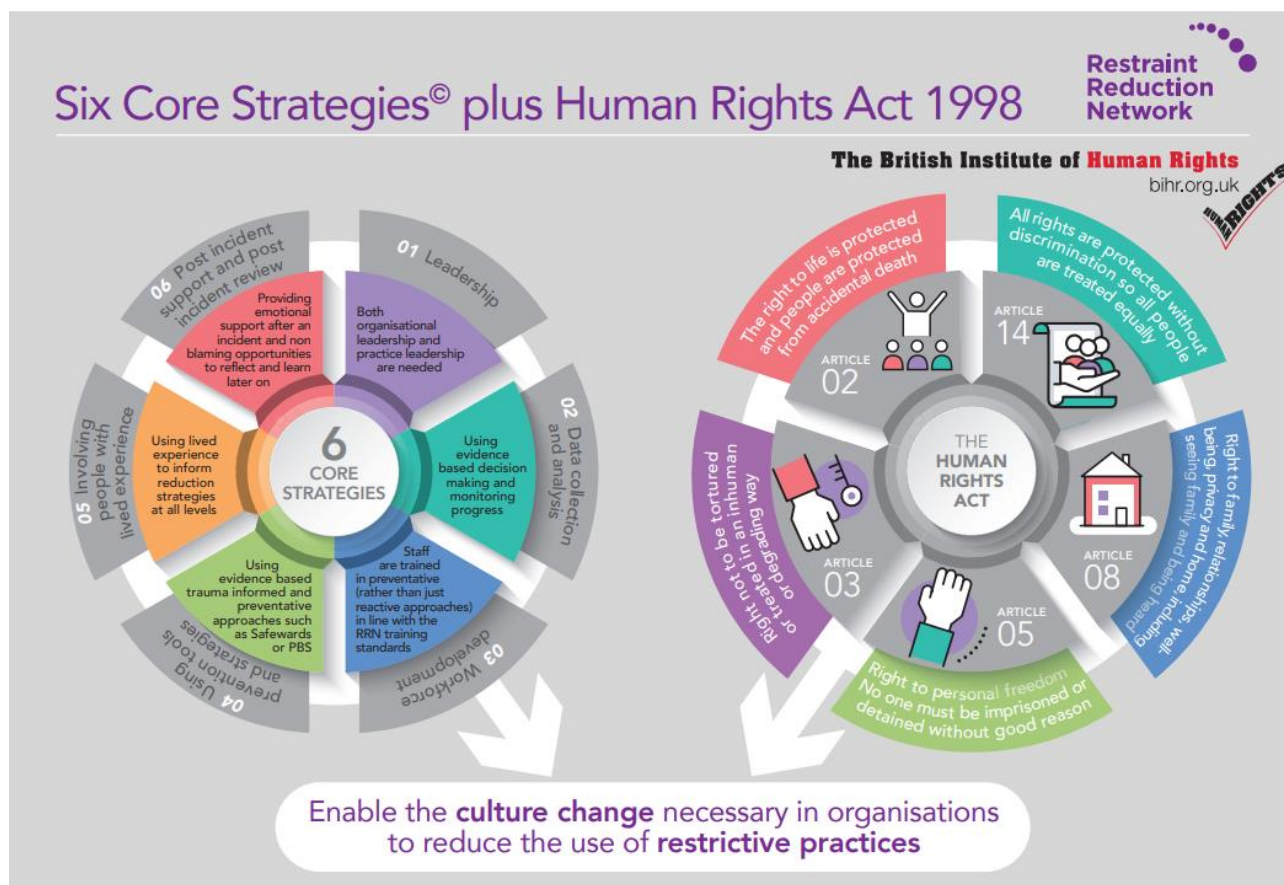 Six Core Strategies© plus Human Rights Act 1998
Restraint
Reduction
Network
The British Institute of Human Rights
bihr.org.uk
HUMAN
RIGHTS
6
CORE
STRATEGIES
01 Leadership
Both
organisational
leadership and
practice leadership
are needed
02 Data collection
and analysis
Using
evidence
based decision
making and
monitoring
progress
03 Workforce
development
Staff
are trained
in preventative
(rather than just
reactive approaches)
in line with the
RRN training
standards
04 Using
prevention tools
and strategies
Using
evidence based
trauma informed and
preventative
approaches such
as Safewards
or PBS
05 Involving
people with
lived experience
Using lived
experience
to inform
reduction
strategies
at all levels
06 Post incident
support and post
incident review
Providing
emotional
support after an
incident and non
blaming opportunities
to reflect and learn
later on
THE
HUMAN
RIGHTS
ACT
The right to life is protected
and people are protected
from accidental death
ARTICLE
02
All rights are protected without
discrimination so all people
are treated equally
ARTICLE
14
Right to family, relationships, well-
being, privacy and home, including
seeing family and being heard
ARTICLE
08
Right to personal freedom
No one must be imprisoned or
detained without good reason
ARTICLE
05
Right not to be tortured
or treated in an inhuman
or degrading way
ARTICLE
03
Enable the culture change necessary in organisations
to reduce the use of restrictive practices